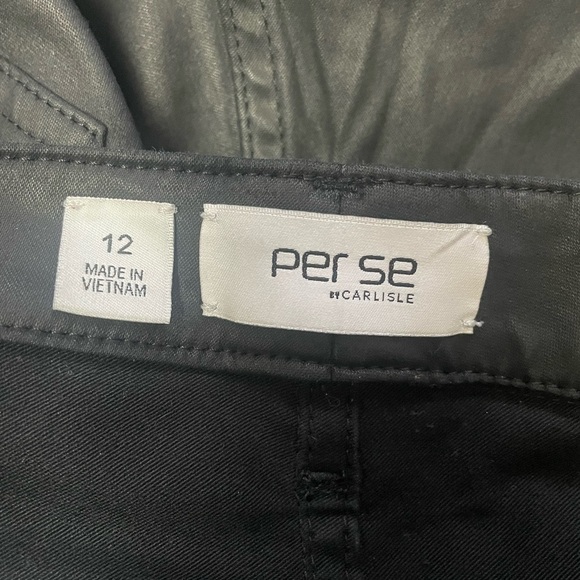 12
MADE IN
VIETNAM
per se
BY CARLISLE